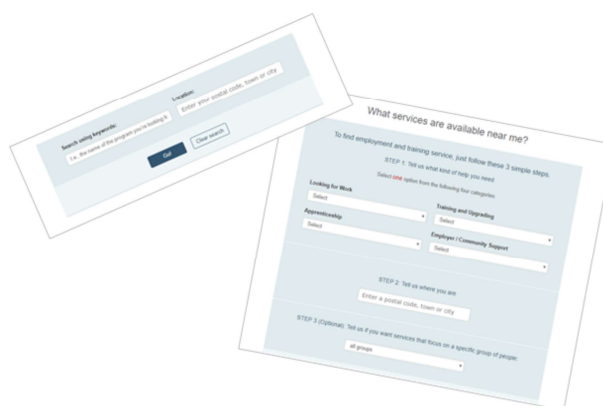 Search using keywords:
Location:
i.e., the name of the program you're looking f
Enter your postal code, town or city
Go!
Clear search
What services are available near me?
To find employment and training service, just follow these 3 simple steps.
STEP 1: Tell us what kind of help you need
Select one option from the following four categories.
Looking for Work
Training and Upgrading
Select
Select
Apprenticeship
Employer / Community Support
Select
Select
STEP 2: Tell us where you are
Enter a postal code, town or city
STEP 3 (Optional): Tell us if you want services that focus on a specific group of people:
all groups